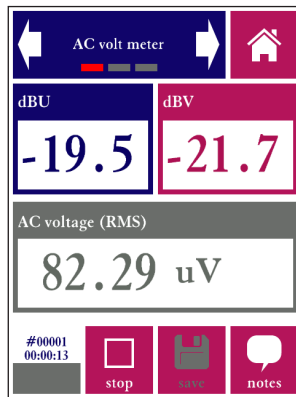 AC volt meter
dBU
dBV
-19.5
-21.7
AC voltage (RMS)
82.29 uV
#00001
00:00:13
stop
save
notes